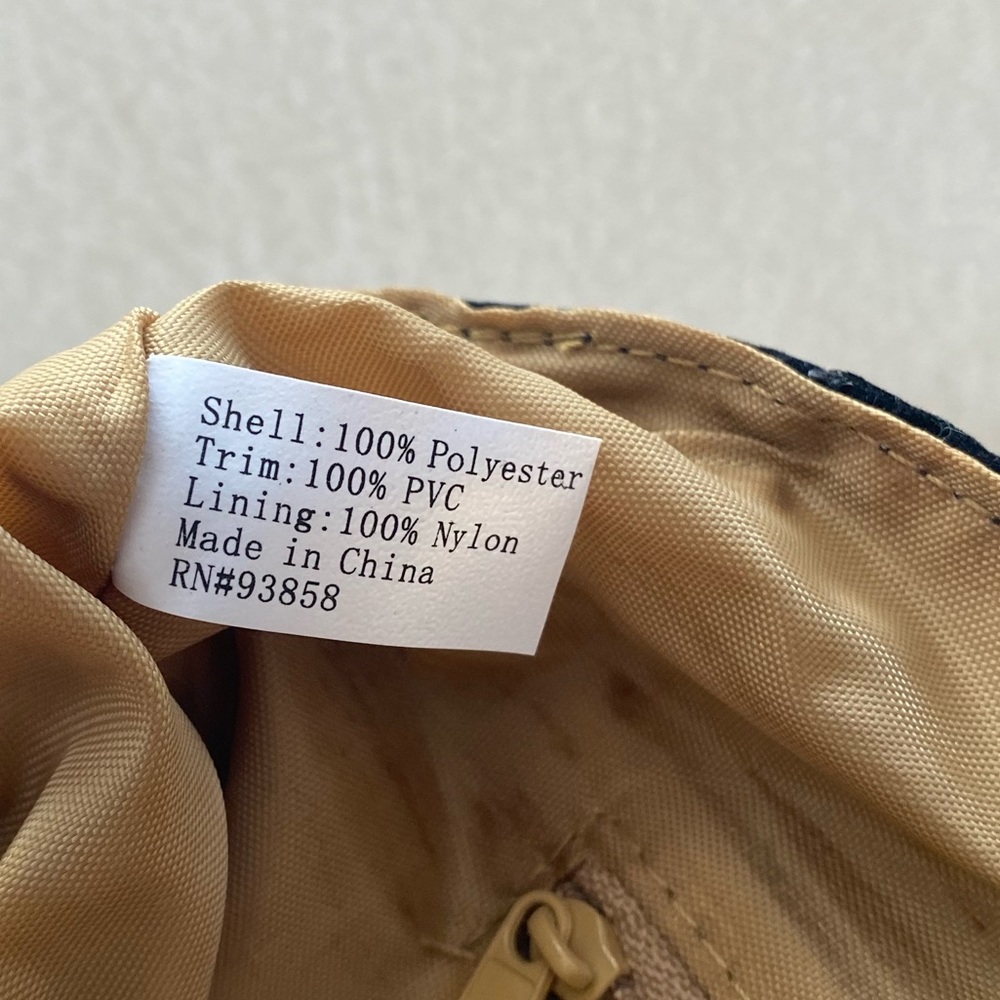 Shell:100% Polyester
Trim:100% PVC
Lining:100% Nylon
Made in China
RN#93858